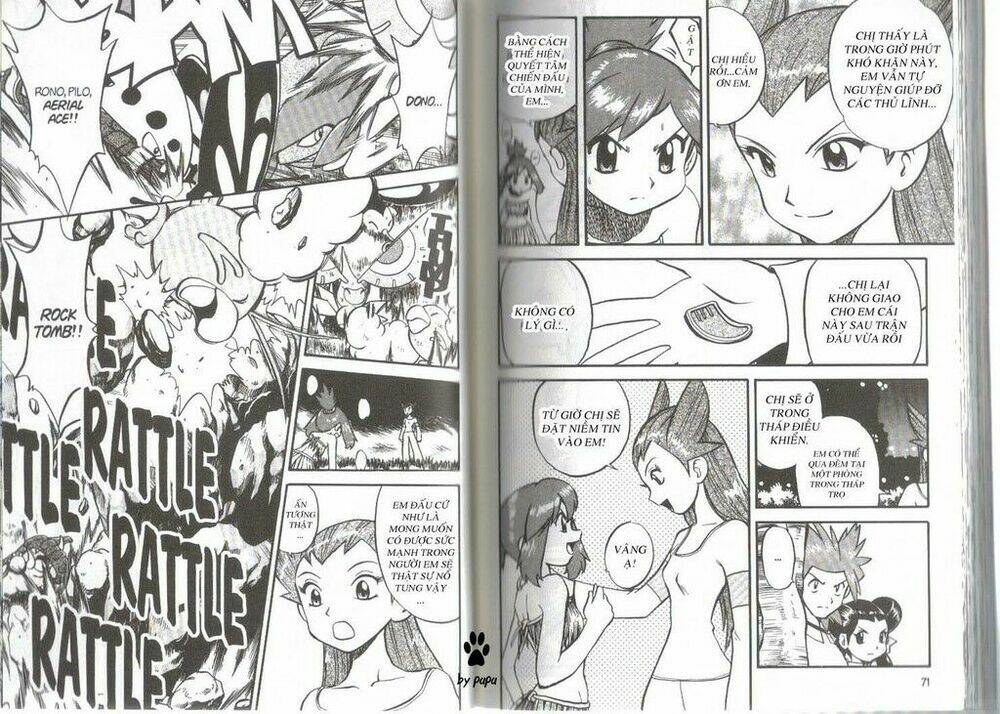 DONO...
RONO, PILO,
AERIAL
ACE!!
ROCK
TOMB!!
RATTLE
RATTLE
RATTLE
RATTLE
EM ĐẤU CỨ
NHƯ LÀ
MONG MUỐN
CÓ ĐƯỢC SỨC
MẠNH TRONG
NGƯỜI EM SẼ
THẬT SỰ NỔ
TUNG VẬY
...
ẤN
TƯỢNG
THẬT
...
by pupu
CHỊ THẤY LÀ
TRONG GIỜ PHÚT
KHÓ KHĂN NÀY,
EM VẪN TỰ
NGUYỆN GIÚP ĐỠ
CÁC THỦ LĨNH...
CHỊ HIỂU
RỒI...CẢM
ƠN EM.
GẬT
BẰNG CÁCH
THỂ HIỆN
QUYẾT TÂM
CHIẾN ĐẤU
CỦA MÌNH,
EM...
...CHỊ LẠI
KHÔNG GIAO
CHO EM CÁI
NÀY SAU TRẬN
ĐẤU VỪA RỒI
KHÔNG CÓ
LÝ GÌ...
CHỊ SẼ Ở
TRONG
THÁP ĐIỀU
KHIỂN.
EM CÓ THỂ
QUA ĐÊM TẠI
MỘT PHÒNG
TRONG THÁP
TRỌ
TỪ GIỜ CHỊ SẼ
ĐẶT NIỀM TIN
VÀO EM!
VÂNG
Ạ!
...
71